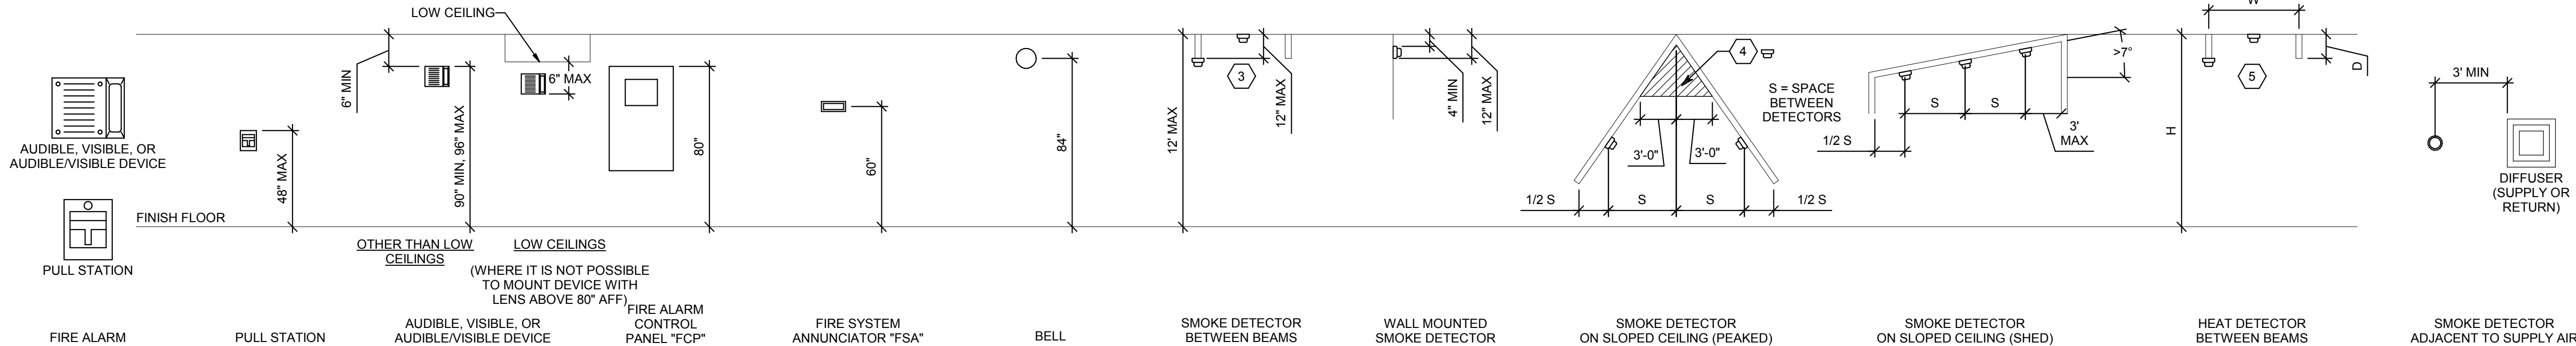 LOW CEILING
AUDIBLE, VISIBLE, OR
AUDIBLE/VISIBLE DEVICE
PULL STATION
FINISH FLOOR
48" MAX
6" MIN
90" MIN, 96" MAX
6" MAX
OTHER THAN LOW
CEILINGS
LOW CEILINGS
(WHERE IT IS NOT POSSIBLE
TO MOUNT DEVICE WITH
LENS ABOVE 80" AFF)
80"
60"
84"
12' MAX
3
12" MAX
4" MIN
12" MAX
4
S = SPACE
BETWEEN
DETECTORS
3'-0"
3'-0"
1/2 S
S
S
1/2 S
>7°
S
S
1/2 S
3'
MAX
H
W
5
D
3' MIN
DIFFUSER
(SUPPLY OR
RETURN)
FIRE ALARM
PULL STATION
AUDIBLE, VISIBLE, OR
AUDIBLE/VISIBLE DEVICE
FIRE ALARM
CONTROL
PANEL "FCP"
FIRE SYSTEM
ANNUNCIATOR "FSA"
BELL
SMOKE DETECTOR
BETWEEN BEAMS
WALL MOUNTED
SMOKE DETECTOR
SMOKE DETECTOR
ON SLOPED CEILING (PEAKED)
SMOKE DETECTOR
ON SLOPED CEILING (SHED)
HEAT DETECTOR
BETWEEN BEAMS
SMOKE DETECTOR
ADJACENT TO SUPPLY AIR